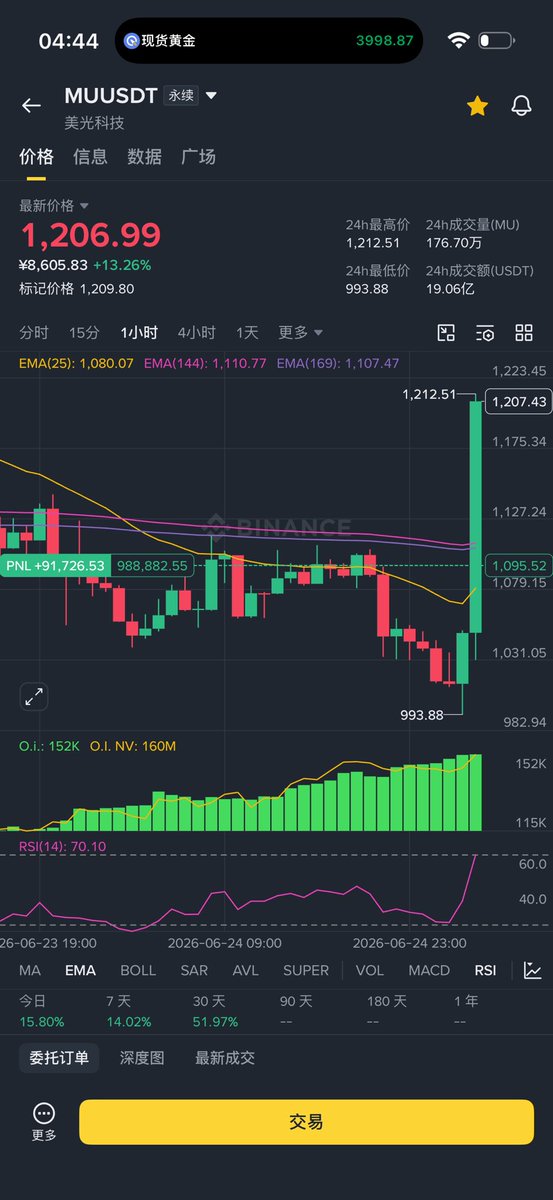 04:44
现货黄金 3998.87
MUUSDT 永续
美光科技
价格 信息 数据 广场
最新价格
1,206.99
¥8,605.83 +13.26%
标记价格 1,209.80
24h最高价 24h成交量(MU)
1,212.51 176.70万
24h最低价 24h成交额(USDT)
993.88 19.06亿
分时 15分 1小时 4小时 1天 更多
EMA(25): 1,080.07 EMA(144): 1,110.77 EMA(169): 1,107.47
1,223.45
1,212.51
1,207.43
1,175.34
1,127.24
BINANCE
PNL +91,726.53 988,882.55 1,095.52
1,079.15
1,031.05
993.88
982.94
O.i.: 152K O.I. NV: 160M
152K
115K
RSI(14): 70.10
60.0
40.0
26-06-23 19:00 2026-06-24 09:00 2026-06-24 23:00
MA EMA BOLL SAR AVL SUPER VOL MACD RSI
今日 7 天 30 天 90 天 180 天 1 年
15.80% 14.02% 51.97% -- -- --
委托订单 深度图 最新成交
更多
交易